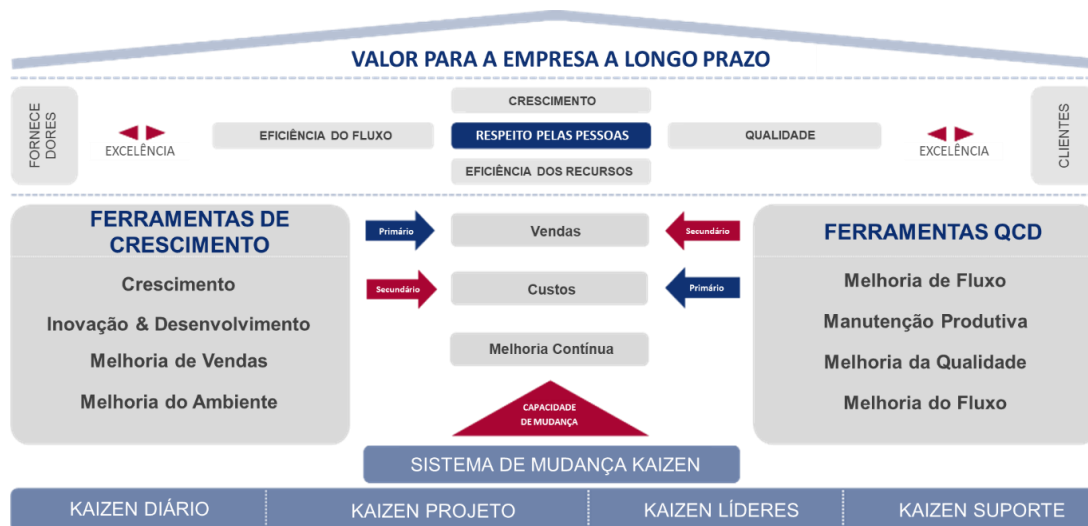 VALOR PARA A EMPRESA A LONGO PRAZO
FORNECE
DORES
EXCELÊNCIA
EFICIÊNCIA DO FLUXO
CRESCIMENTO
RESPEITO PELAS PESSOAS
EFICIÊNCIA DOS RECURSOS
QUALIDADE
EXCELÊNCIA
CLIENTES
FERRAMENTAS DE
CRESCIMENTO
Crescimento
Inovação & Desenvolvimento
Melhoria de Vendas
Melhoria do Ambiente
Primário
Vendas
Secundário
Secundário
Custos
Primário
Melhoria Contínua
CAPACIDADE
DE MUDANÇA
FERRAMENTAS QCD
Melhoria de Fluxo
Manutenção Produtiva
Melhoria da Qualidade
Melhoria do Fluxo
SISTEMA DE MUDANÇA KAIZEN
KAIZEN DIÁRIO
KAIZEN PROJETO
KAIZEN LÍDERES
KAIZEN SUPORTE